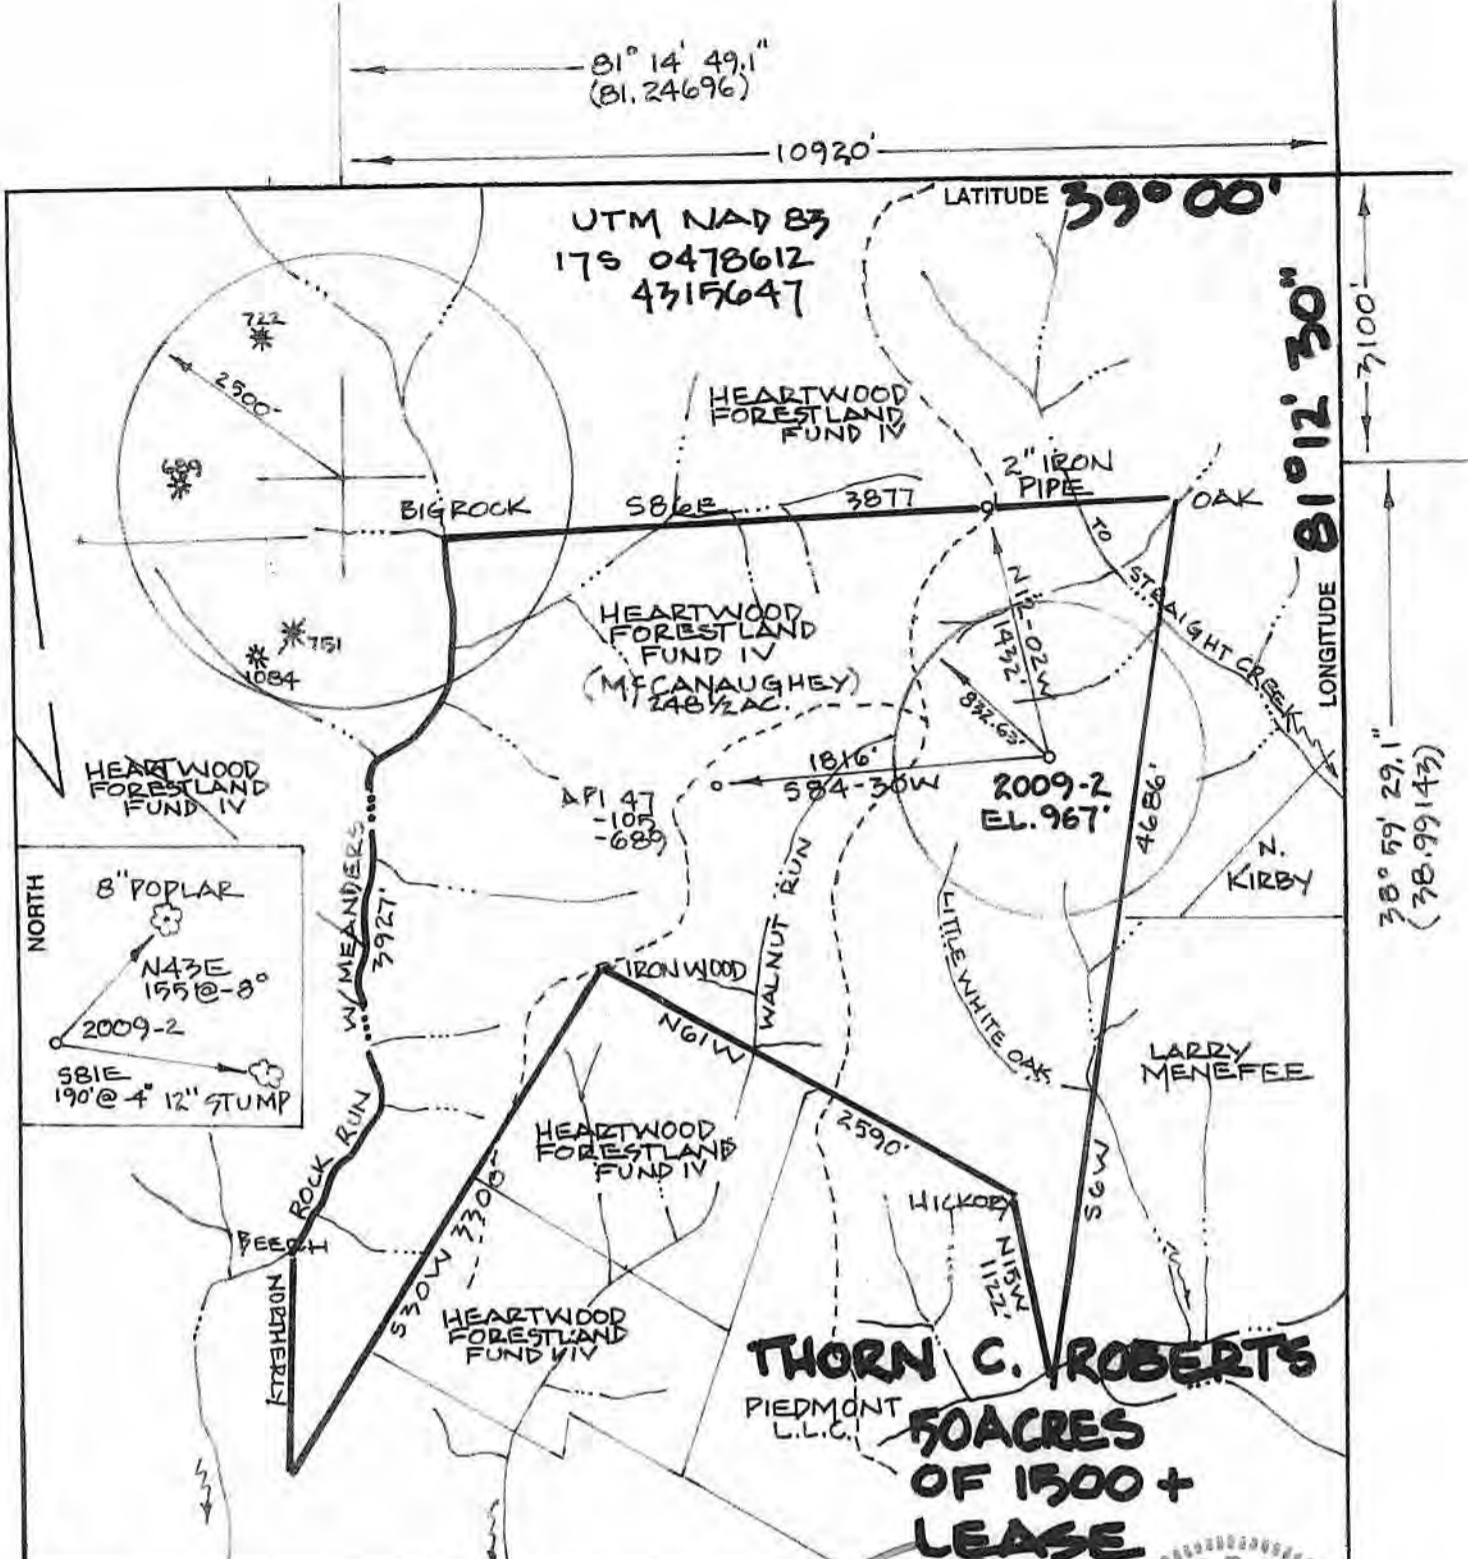 81° 14' 49.1"
(81.24696)
10920'
LATITUDE 39° 00'
UTM NAD 83
17S 0478612
4315647
3100'
81° 12' 30"
LONGITUDE
38° 59' 29.1"
(38.99143)
722
2500'
689
751
1084
HEARTWOOD
FORESTLAND
FUND IV
BIG ROCK
S86E
3877
2" IRON
PIPE
OAK
TO
STRAIGHT CREEK
HEARTWOOD
FORESTLAND
FUND IV
(McCANAUGHEY)
248 1/2 AC.
1432'
832.63'
1816'
S84-30W
2009-2
EL. 967'
4686'
API 47
-105
-689
HEARTWOOD
FORESTLAND
FUND IV
Z.
KIRBY
NORTH
8" POPLAR
N43E
155@-8°
2009-2
S81E
190'@-4° 12" STUMP
W/MEANDERS
3927'
ROCK RUN
BEECH
NORTHERLY
IRONWOOD
WALNUT RUN
N61W
2590'
LITTLE WHITE OAK
LARRY
MENEFEE
HEARTWOOD
FORESTLAND
FUND IV
S30W 3300'
HICKORY
N15W
1122'
S6W
HEARTWOOD
FORESTLAND
FUND IV
THORN C. ROBERTS
PIEDMONT
L.L.C.
50 ACRES
OF 1500 +
LEASE